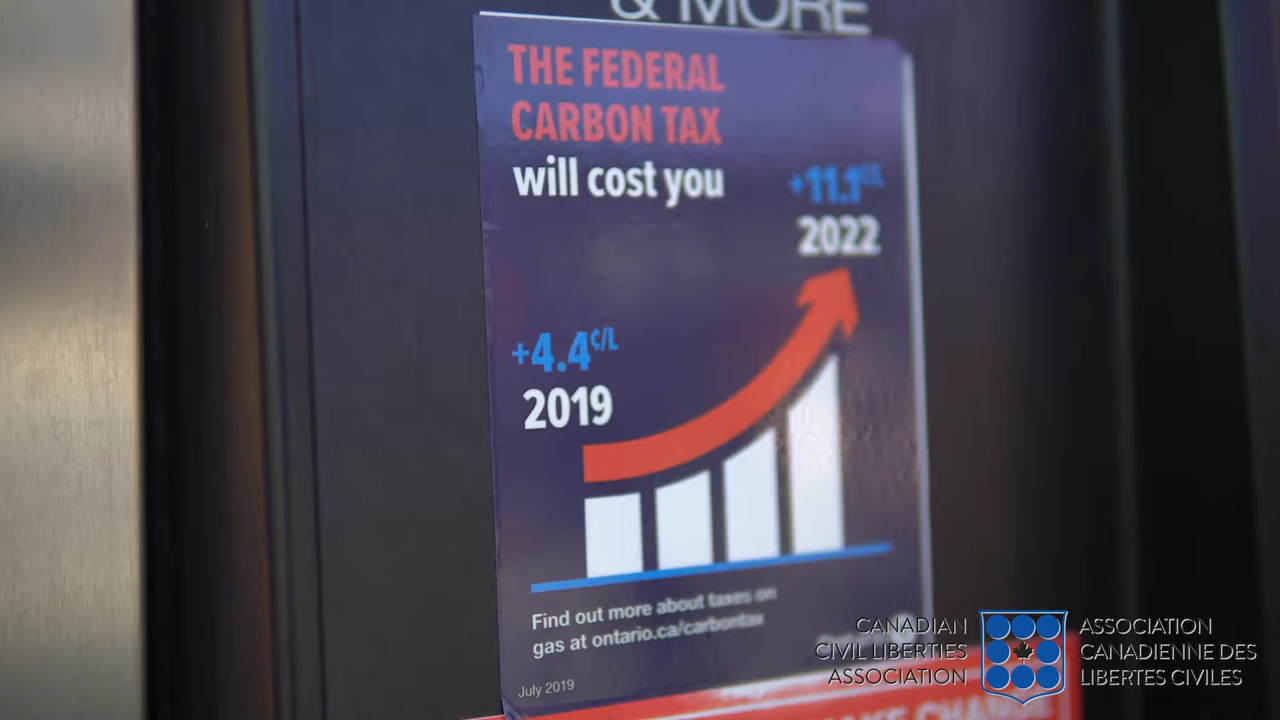 & MORE
THE FEDERAL
CARBON TAX
will cost you
+11.1¢/L
2022
+4.4¢/L
2019
Find out more about taxes on
gas at ontario.ca/carbontax
July 2019
CANADIAN
CIVIL LIBERTIES
ASSOCIATION
ASSOCIATION
CANADIENNE DES
LIBERTES CIVILES